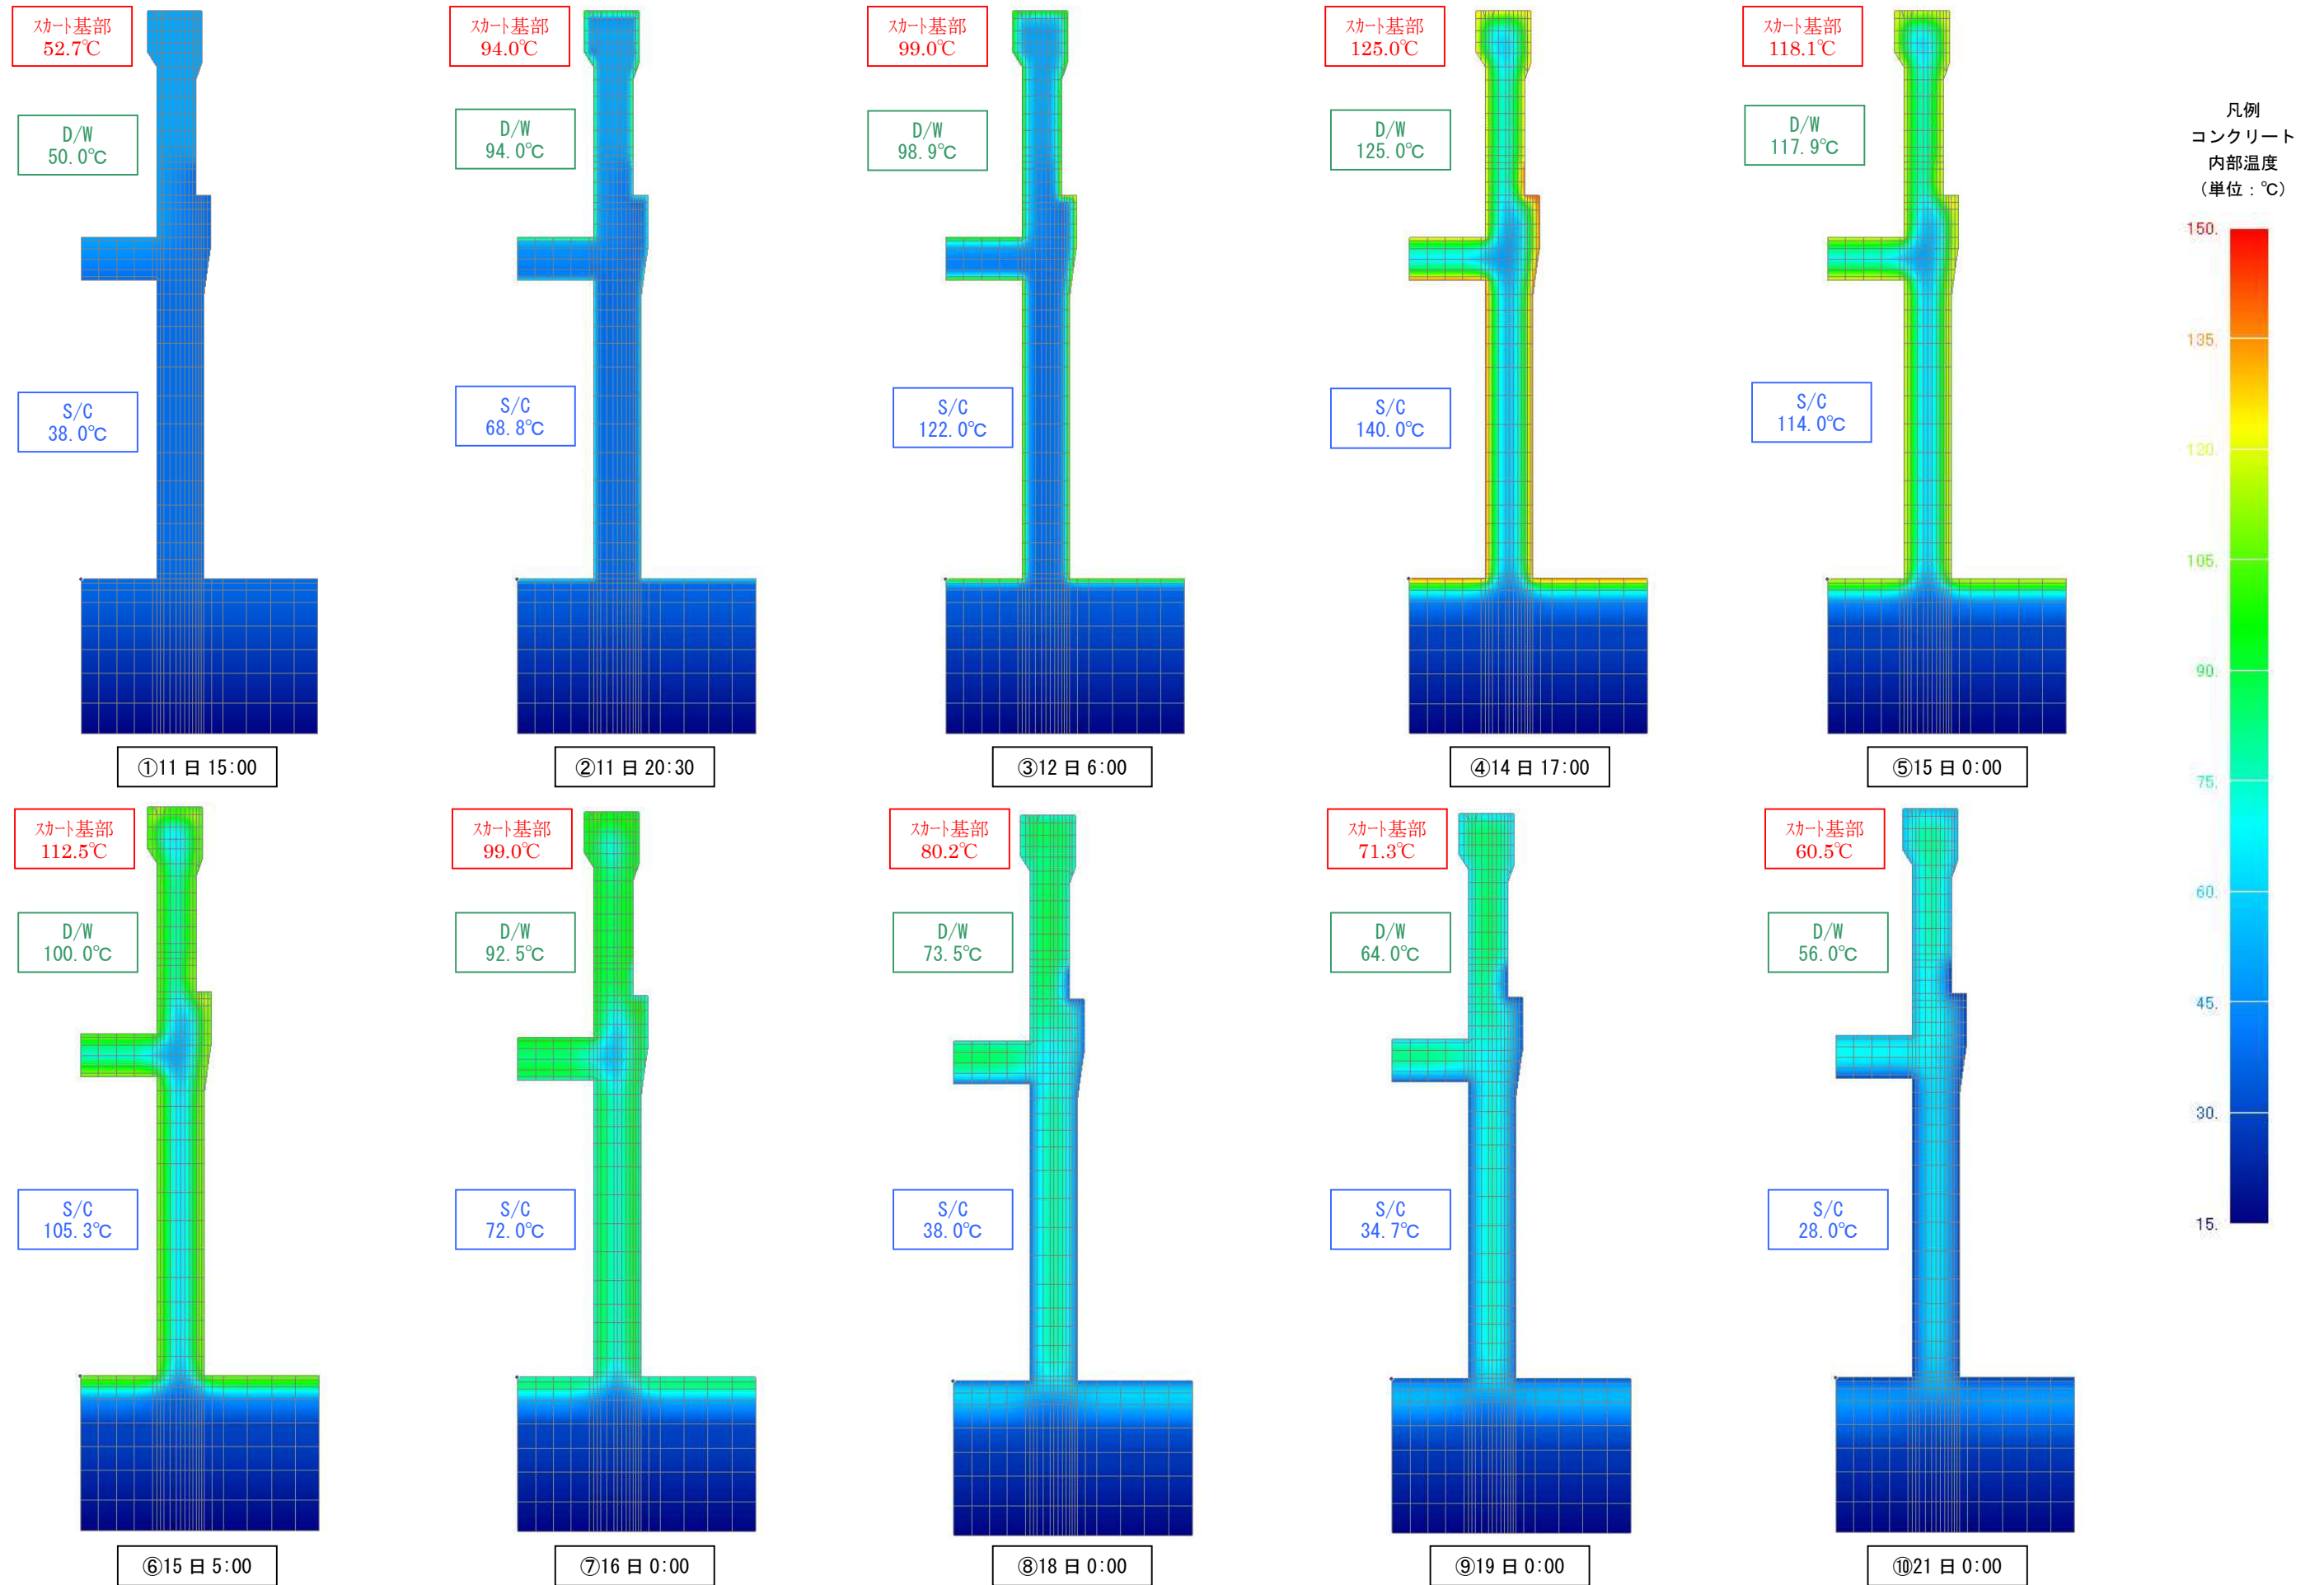 スカート基部
52.7℃
D/W
50.0℃
S/C
38.0℃
①11 日 15:00
スカート基部
94.0℃
D/W
94.0℃
S/C
68.8℃
②11 日 20:30
スカート基部
99.0℃
D/W
98.9℃
S/C
122.0℃
③12 日 6:00
スカート基部
125.0℃
D/W
125.0℃
S/C
140.0℃
④14 日 17:00
スカート基部
118.1℃
D/W
117.9℃
S/C
114.0℃
⑤15 日 0:00
凡例
コンクリート
内部温度
(単位:℃)
150.
135.
120.
105.
90.
75.
60.
45.
30.
15.
スカート基部
112.5℃
D/W
100.0℃
S/C
105.3℃
⑥15 日 5:00
スカート基部
99.0℃
D/W
92.5℃
S/C
72.0℃
⑦16 日 0:00
スカート基部
80.2℃
D/W
73.5℃
S/C
38.0℃
⑧18 日 0:00
スカート基部
71.3℃
D/W
64.0℃
S/C
34.7℃
⑨19 日 0:00
スカート基部
60.5℃
D/W
56.0℃
S/C
28.0℃
⑩21 日 0:00